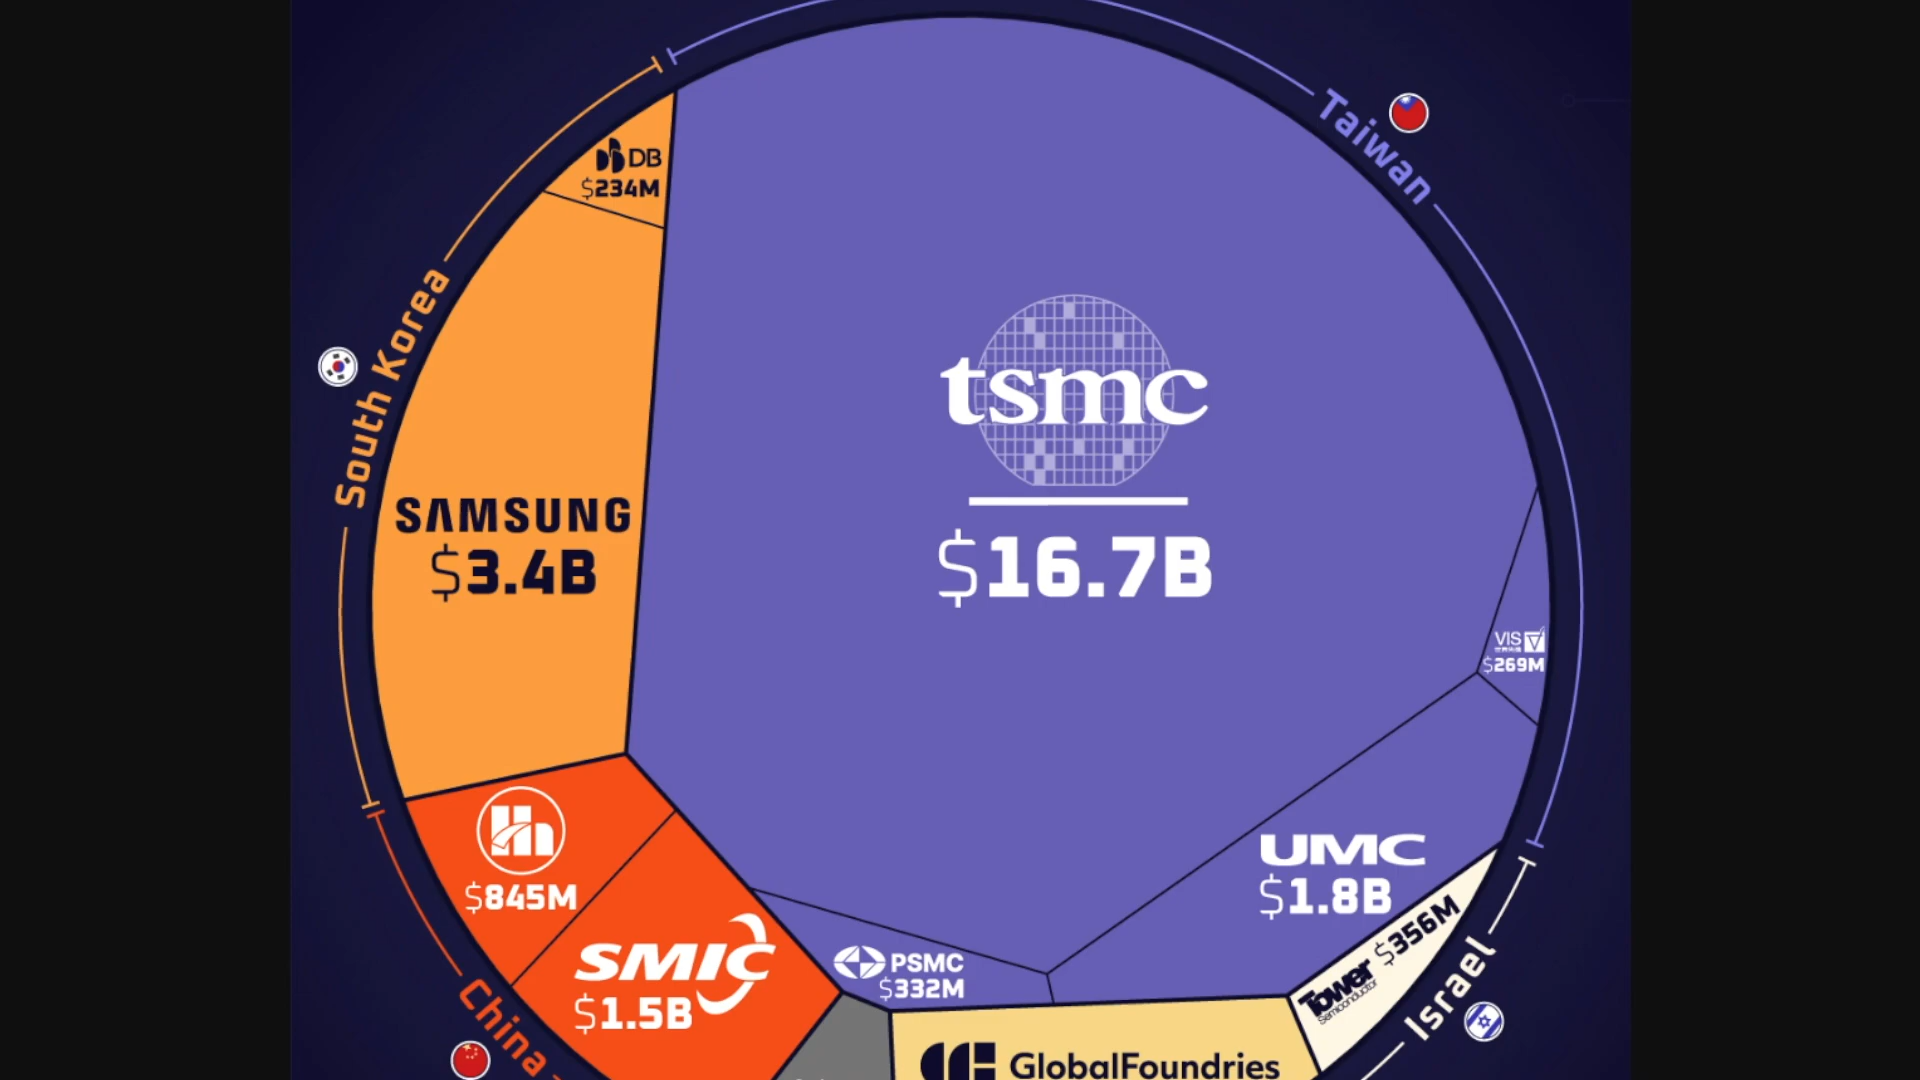 Taiwan
DB
$234M
South Korea
tsmc
$16.7B
SAMSUNG
$3.4B
VIS
$269M
$845M
UMC
$1.8B
SMIC
$1.5B
PSMC
$332M
Tower
Semiconductor
$356M
Israel
China
GlobalFoundries